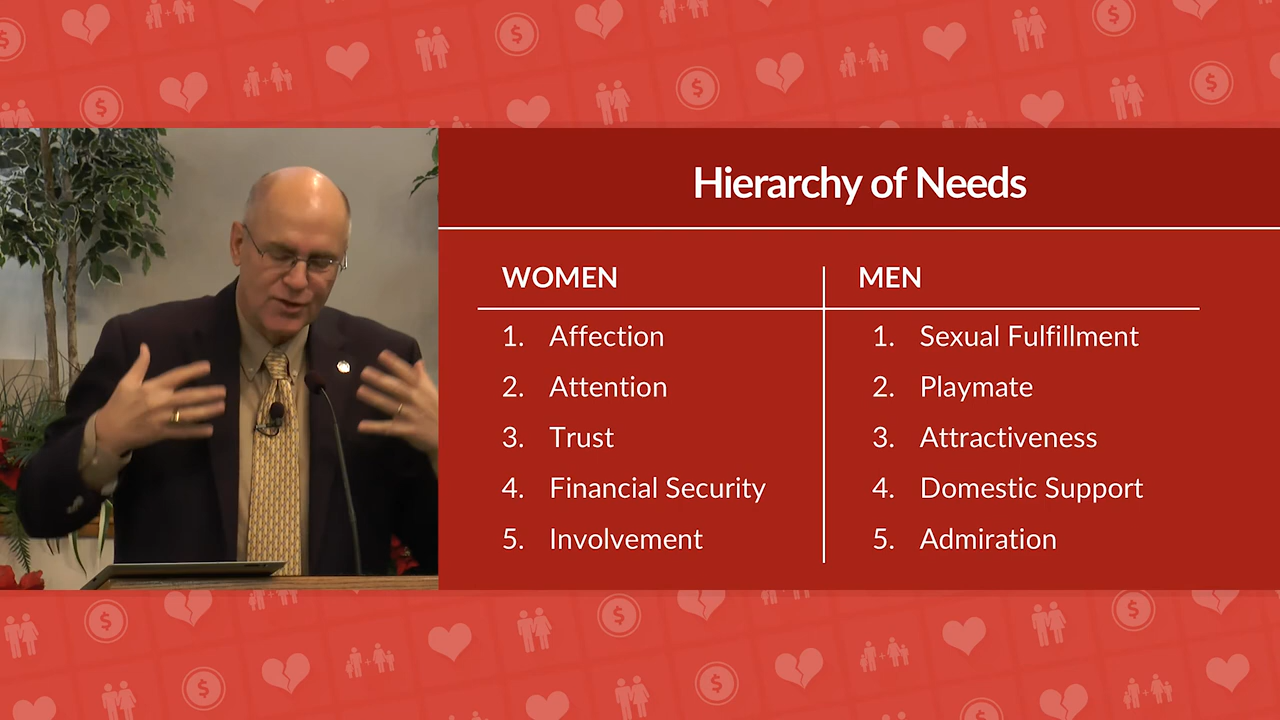 Hierarchy of Needs
WOMEN
1. Affection
2. Attention
3. Trust
4. Financial Security
5. Involvement
MEN
1. Sexual Fulfillment
2. Playmate
3. Attractiveness
4. Domestic Support
5. Admiration